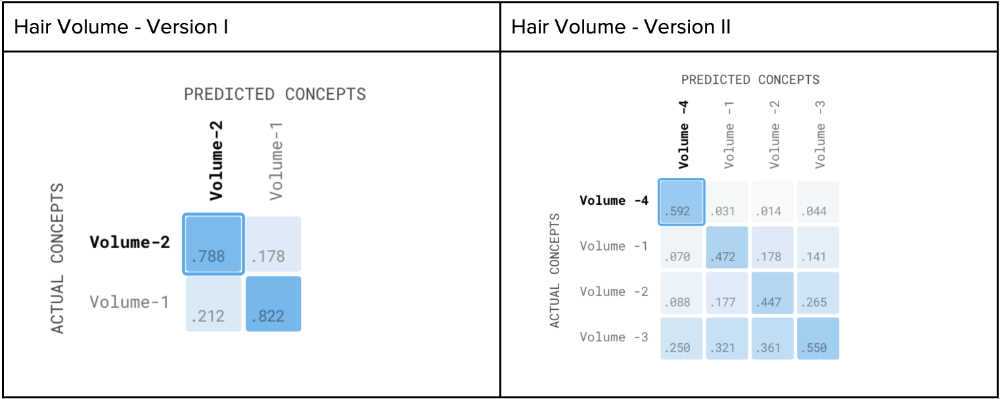 Hair Volume - Version I
PREDICTED CONCEPTS
Volume-2
Volume-1
ACTUAL CONCEPTS
Volume-2
.788 .178
Volume-1
.212 .822
Hair Volume - Version II
PREDICTED CONCEPTS
Volume -4
Volume -1
Volume -2
Volume -3
ACTUAL CONCEPTS
Volume -4
.592 .031 .014 .044
Volume -1
.070 .472 .178 .141
Volume -2
.088 .177 .447 .265
Volume -3
.250 .321 .361 .550